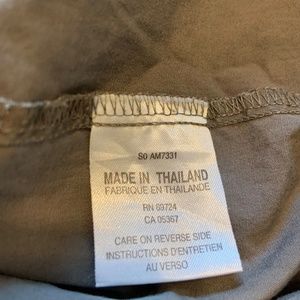 S0 AM7331
MADE IN THAILAND
FABRIQUE EN THAILANDE
RN 69724
CA 05367
CARE ON REVERSE SIDE
INSTRUCTIONS D'ENTRETIEN
AU VERSO